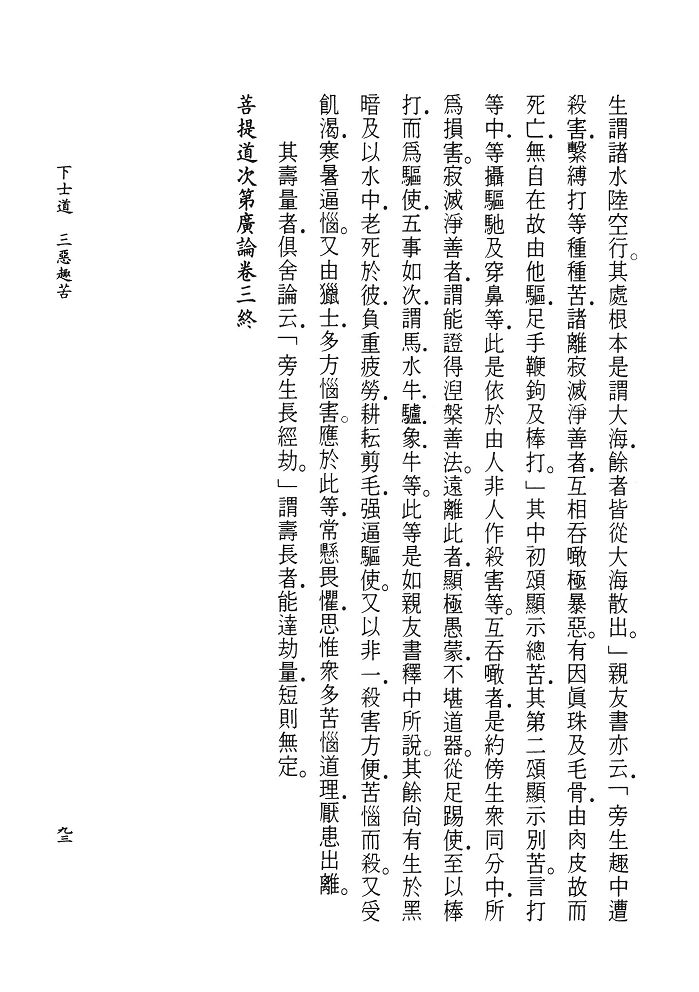 生謂諸水陸空行。其處根本是謂大海．餘者皆從大海散出。」親友書亦云．「旁生趣中遭
殺害．繫縛打等種種苦．諸離寂滅淨善者．互相吞噉極暴惡。有因眞珠及毛骨．由肉皮故而
死亡．無自在故由他驅．足手鞭鉤及棒打。」其中初頌顯示總苦．其第二頌顯示別苦。言打
等中．等攝驅馳及穿鼻等．此是依於由人非人作殺害等。互吞噉者．是約傍生衆同分中．所
爲損害。寂滅淨善者．謂能證得涅槃善法。遠離此者．顯極愚蒙．不堪道器。從足踢使．至以棒
打．而爲驅使．五事如次．謂馬．水牛．驢．象．牛等。此等是如親友書釋中所說。其餘尙有生於黑
暗及以水中．老死於彼．負重疲勞．耕耘剪毛．强逼驅使。又以非一．殺害方便．苦惱而殺。又受
飢渴．寒暑逼惱。又由獵士．多方惱害。應於此等．常懸畏懼．思惟衆多苦惱道理．厭患出離。
其壽量者．俱舍論云．「旁生長經劫。」謂壽長者．能達劫量．短則無定。
菩提道次第廣論卷三終
下士道 三惡趣苦
九三